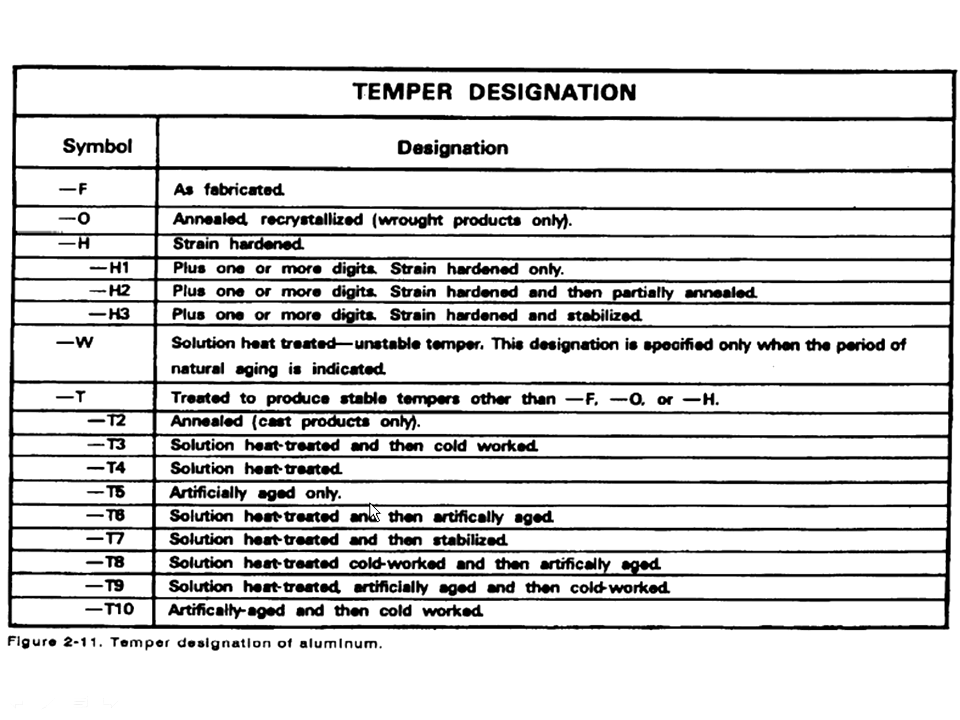 TEMPER DESIGNATION
Symbol Designation
—F As fabricated.
—O Annealed, recrystallized (wrought products only).
—H Strain hardened.
—H1 Plus one or more digits. Strain hardened only.
—H2 Plus one or more digits. Strain hardened and then partially annealed.
—H3 Plus one or more digits. Strain hardened and stabilized.
—W Solution heat treated—unstable temper. This designation is specified only when the period of
natural aging is indicated.
—T Treated to produce stable tempers other than —F, —O, or —H.
—T2 Annealed (cast products only).
—T3 Solution heat-treated and then cold worked.
—T4 Solution heat-treated.
—T5 Artificially aged only.
—T6 Solution heat-treated and then artifically aged.
—T7 Solution heat-treated and then stabilized.
—T8 Solution heat-treated cold-worked and then artifically aged.
—T9 Solution heat-treated, artificially aged and then cold-worked.
—T10 Artifically-aged and then cold worked.
Figure 2-11. Temper designation of aluminum.